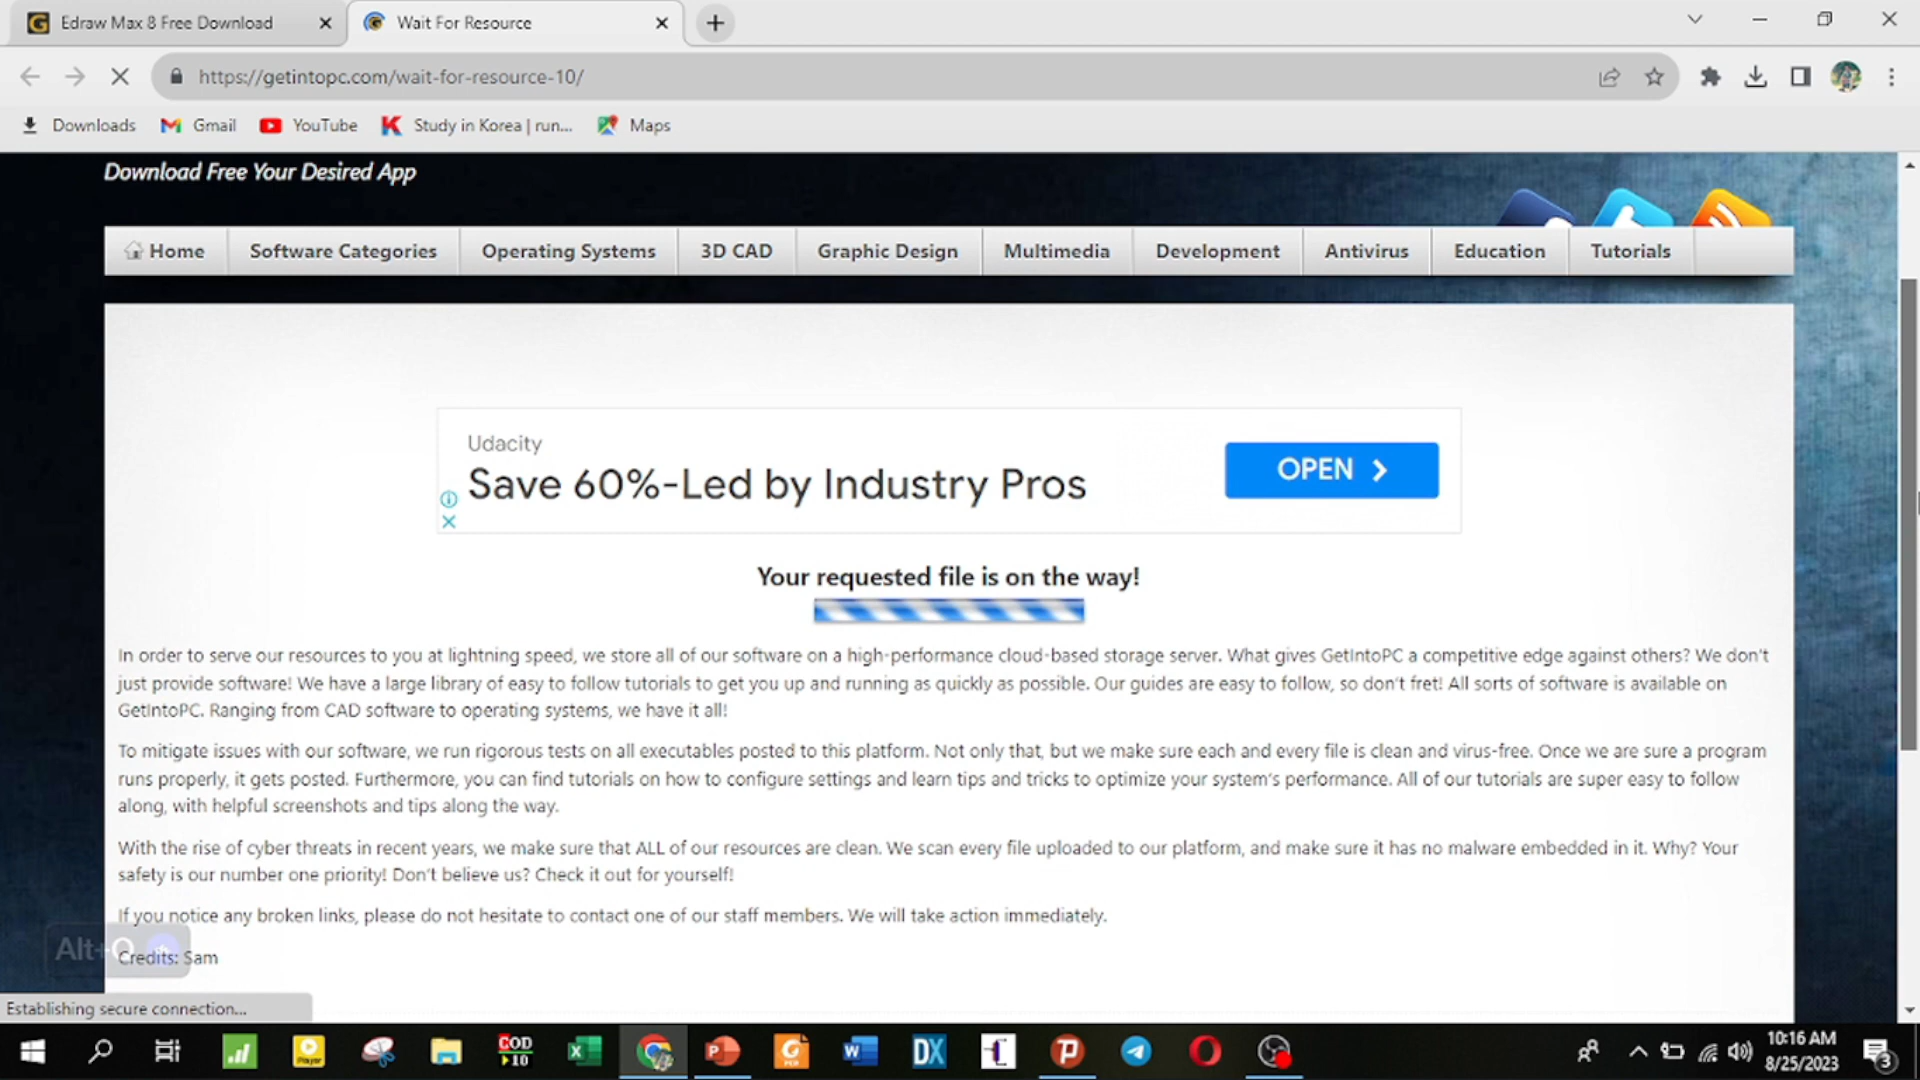 Edraw Max 8 Free Download
Wait For Resource
https://getintopc.com/wait-for-resource-10/
Downloads
Gmail
YouTube
Study in Korea | run...
Maps
Download Free Your Desired App
Home
Software Categories
Operating Systems
3D CAD
Graphic Design
Multimedia
Development
Antivirus
Education
Tutorials
Udacity
Save 60%-Led by Industry Pros
OPEN
Your requested file is on the way!
In order to serve our resources to you at lightning speed, we store all of our software on a high-performance cloud-based storage server. What gives GetIntoPC a competitive edge against others? We don't
just provide software! We have a large library of easy to follow tutorials to get you up and running as quickly as possible. Our guides are easy to follow, so don't fret! All sorts of software is available on
GetIntoPC. Ranging from CAD software to operating systems, we have it all!
To mitigate issues with our software, we run rigorous tests on all executables posted to this platform. Not only that, but we make sure each and every file is clean and virus-free. Once we are sure a program
runs properly, it gets posted. Furthermore, you can find tutorials on how to configure settings and learn tips and tricks to optimize your system's performance. All of our tutorials are super easy to follow
along, with helpful screenshots and tips along the way.
With the rise of cyber threats in recent years, we make sure that ALL of our resources are clean. We scan every file uploaded to our platform, and make sure it has no malware embedded in it. Why? Your
safety is our number one priority! Don't believe us? Check it out for yourself!
If you notice any broken links, please do not hesitate to contact one of our staff members. We will take action immediately.
Credits: Sam
Establishing secure connection...
Player
COD
10
DX
10:16 AM
8/25/2023
3